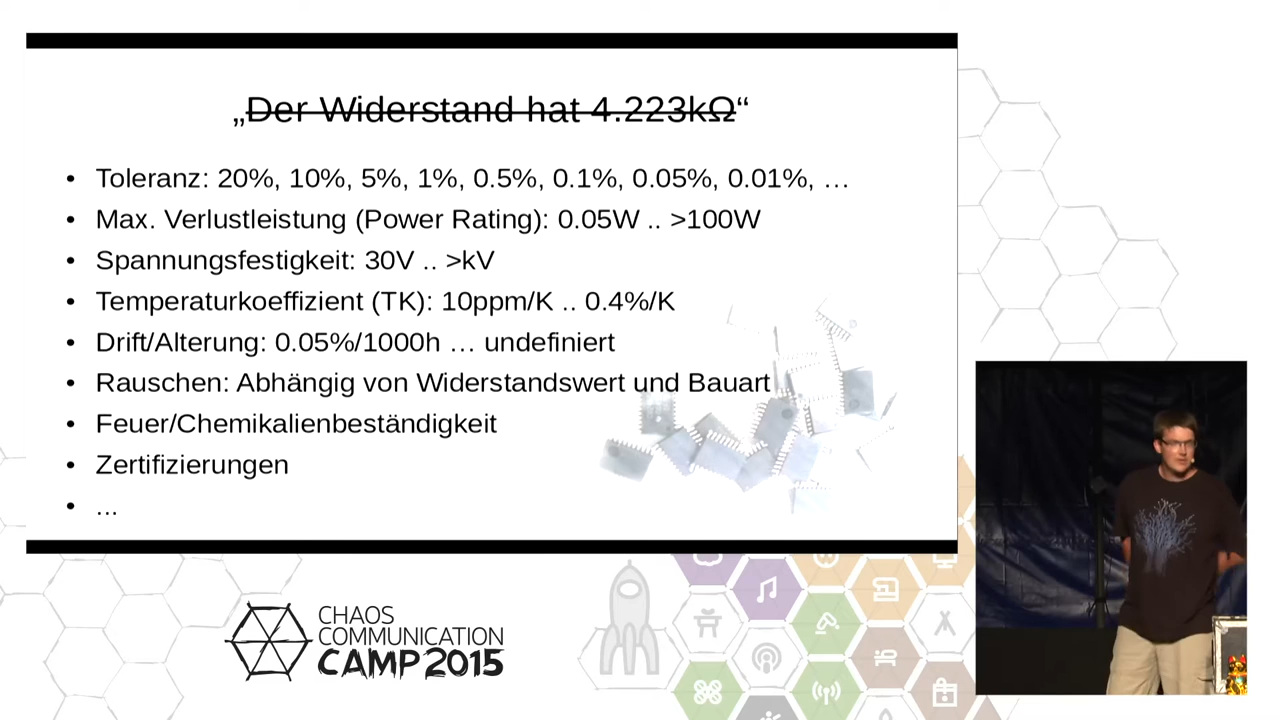 „Der Widerstand hat 4.223kΩ“
• Toleranz: 20%, 10%, 5%, 1%, 0.5%, 0.1%, 0.05%, 0.01%, …
• Max. Verlustleistung (Power Rating): 0.05W .. >100W
• Spannungsfestigkeit: 30V .. >kV
• Temperaturkoeffizient (TK): 10ppm/K .. 0.4%/K
• Drift/Alterung: 0.05%/1000h … undefiniert
• Rauschen: Abhängig von Widerstandswert und Bauart
• Feuer/Chemikalienbeständigkeit
• Zertifizierungen
• ...
CHAOS
COMMUNICATION
CAMP 2015